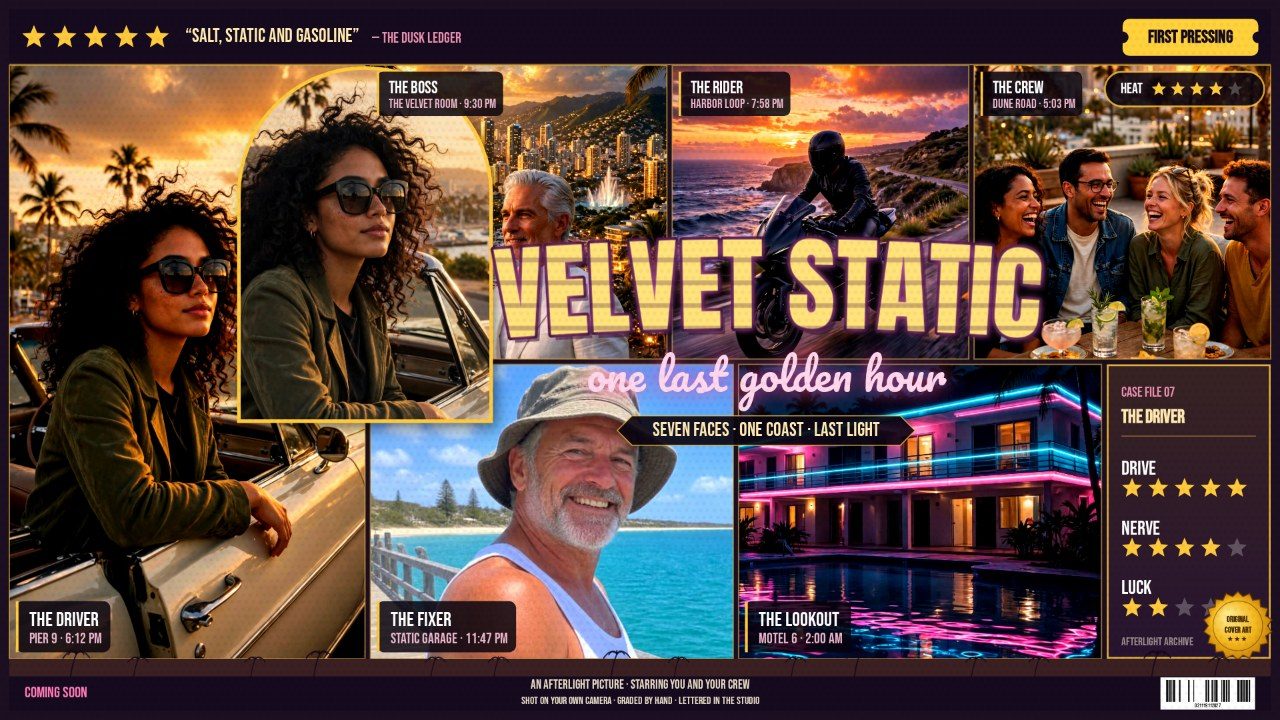 “SALT, STATIC AND GASOLINE” – THE DUSK LEDGER
FIRST PRESSING
THE BOSS
THE VELVET ROOM · 9:30 PM
THE RIDER
HARBOR LOOP · 7:58 PM
THE CREW
DUNE ROAD · 5:03 PM
HEAT
VELVET STATIC
one last golden hour
SEVEN FACES · ONE COAST · LAST LIGHT
CASE FILE 07
THE DRIVER
DRIVE
NERVE
LUCK
AFTERLIGHT ARCHIVE
ORIGINAL
COVER ART
THE DRIVER
PIER 9 · 6:12 PM
THE FIXER
STATIC GARAGE · 11:47 PM
THE LOOKOUT
MOTEL 6 · 2:00 AM
COMING SOON
AN AFTERLIGHT PICTURE · STARRING YOU AND YOUR CREW
SHOT ON YOUR OWN CAMERA · GRADED BY HAND · LETTERED IN THE STUDIO